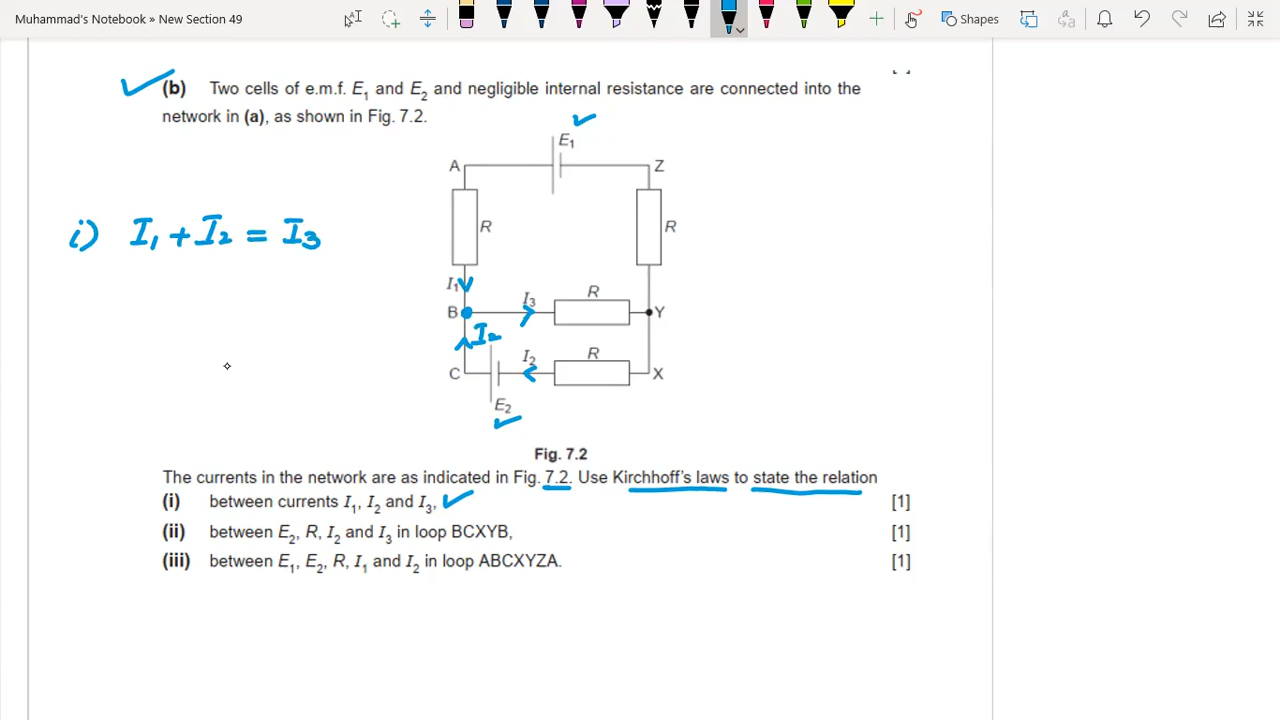 Muhammad's Notebook » New Section 49
Shapes
(b) Two cells of e.m.f. E₁ and E₂ and negligible internal resistance are connected into the
network in (a), as shown in Fig. 7.2.
E₁
A
Z
i) I₁ + I₂ = I₃
R
R
I₁
I₃
R
B
Y
I₂
I₂
R
C
X
E₂
Fig. 7.2
The currents in the network are as indicated in Fig. 7.2. Use Kirchhoff's laws to state the relation
(i) between currents I₁, I₂ and I₃, [1]
(ii) between E₂, R, I₂ and I₃ in loop BCXYB, [1]
(iii) between E₁, E₂, R, I₁ and I₂ in loop ABCXYZA. [1]